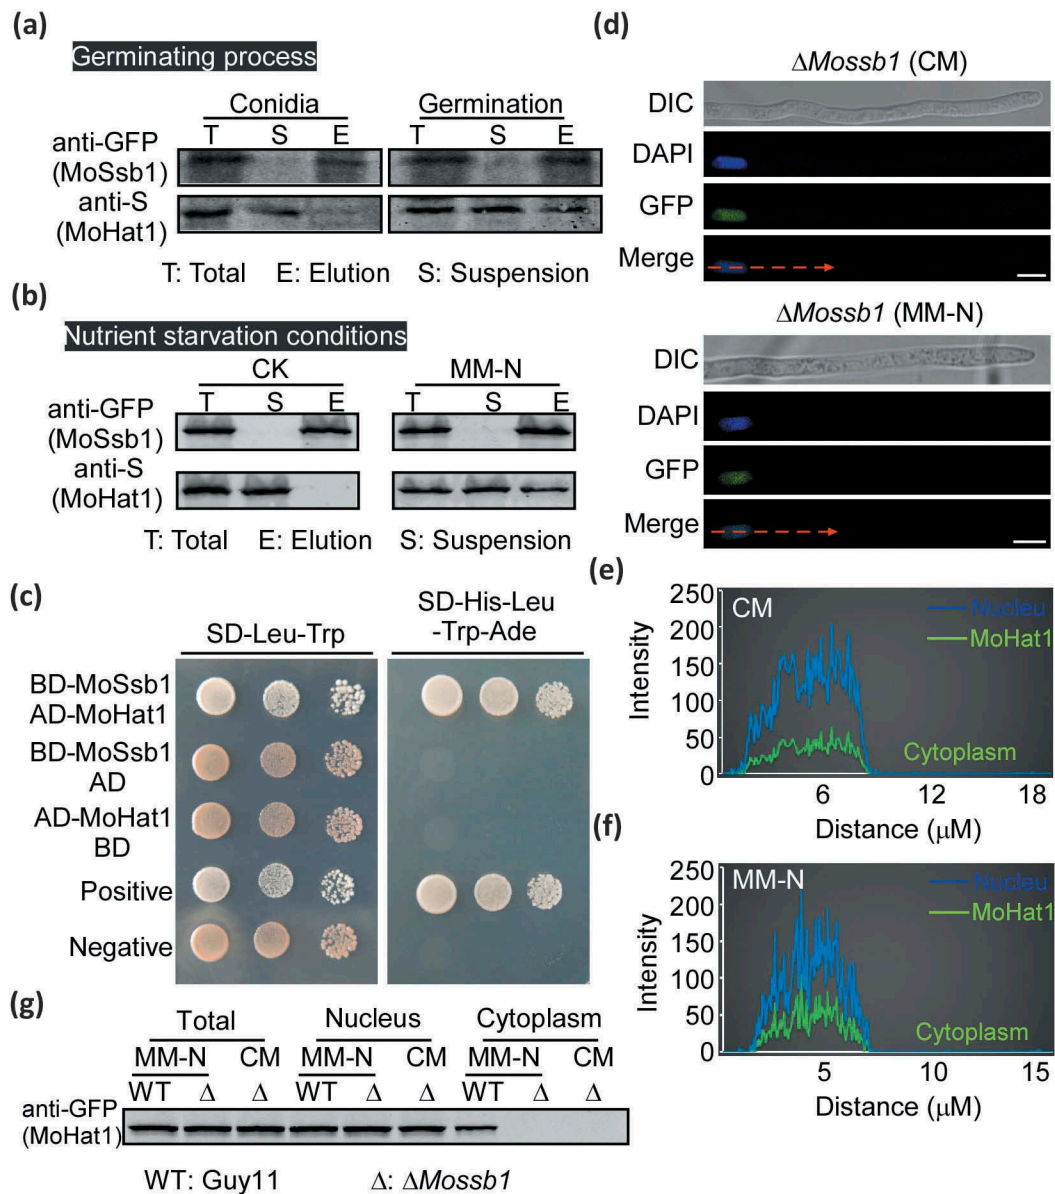 (a)
Germinating process
Conidia Germination
T S E T S E
anti-GFP
(MoSsb1)
anti-S
(MoHat1)
T: Total E: Elution S: Suspension
(b)
Nutrient starvation conditions
CK MM-N
T S E T S E
anti-GFP
(MoSsb1)
anti-S
(MoHat1)
T: Total E: Elution S: Suspension
(c)
SD-Leu-Trp
SD-His-Leu
-Trp-Ade
BD-MoSsb1
AD-MoHat1
BD-MoSsb1
AD
AD-MoHat1
BD
Positive
Negative
(d)
ΔMossb1 (CM)
DIC
DAPI
GFP
Merge
ΔMossb1 (MM-N)
DIC
DAPI
GFP
Merge
(e)
CM
Nucleu
MoHat1
Cytoplasm
Intensity
250
200
150
100
50
0
6 12 18
Distance (μM)
(f)
MM-N
Nucleu
MoHat1
Cytoplasm
Intensity
250
200
150
100
50
0
5 10 15
Distance (μM)
(g)
Total Nucleus Cytoplasm
MM-N CM MM-N CM MM-N CM
WT Δ Δ WT Δ Δ WT Δ Δ
anti-GFP
(MoHat1)
WT: Guy11 Δ: ΔMossb1